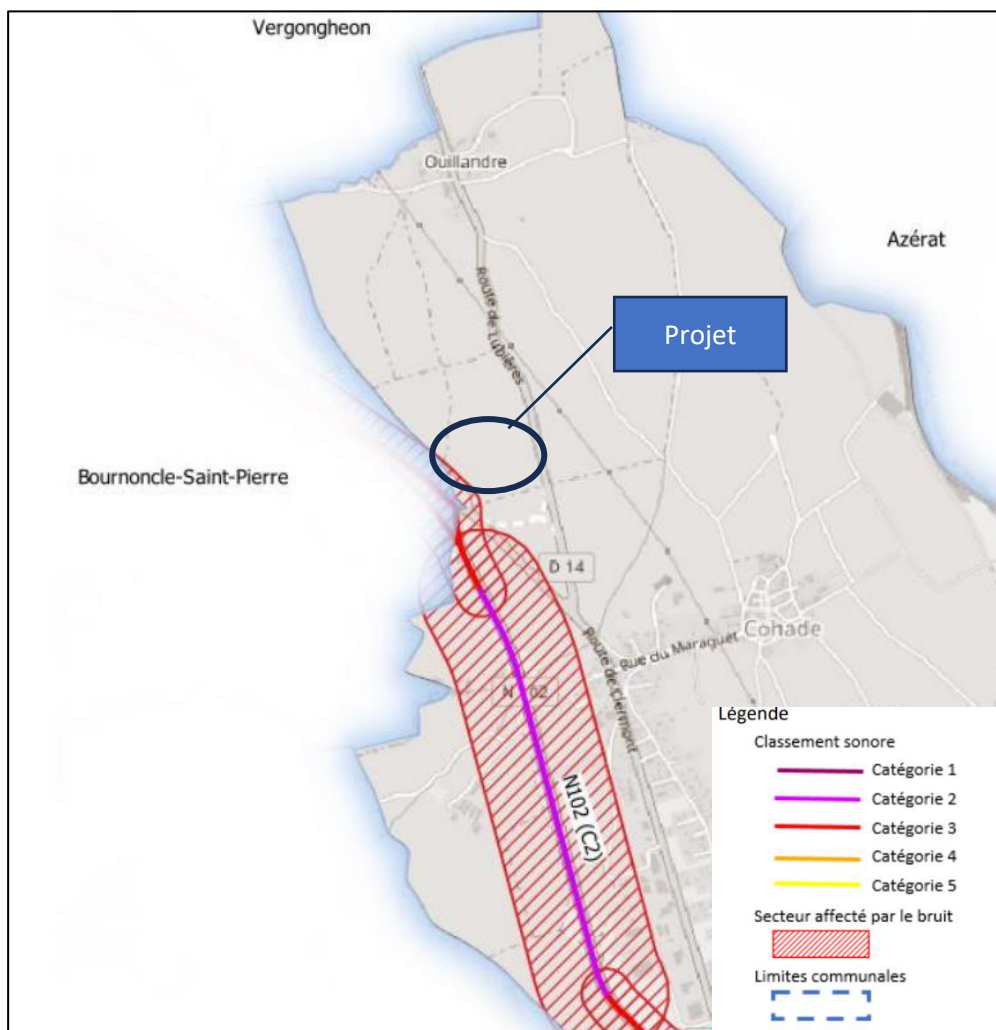 Vergongheon
Ouillandre
Azérat
Route de Lubières
Projet
Bournoncle-Saint-Pierre
D 14
Cohade
Rue du Maraguet
Route de Clermont
N102 (C2)
Légende
Classement sonore
Catégorie 1
Catégorie 2
Catégorie 3
Catégorie 4
Catégorie 5
Secteur affecté par le bruit
Limites communales